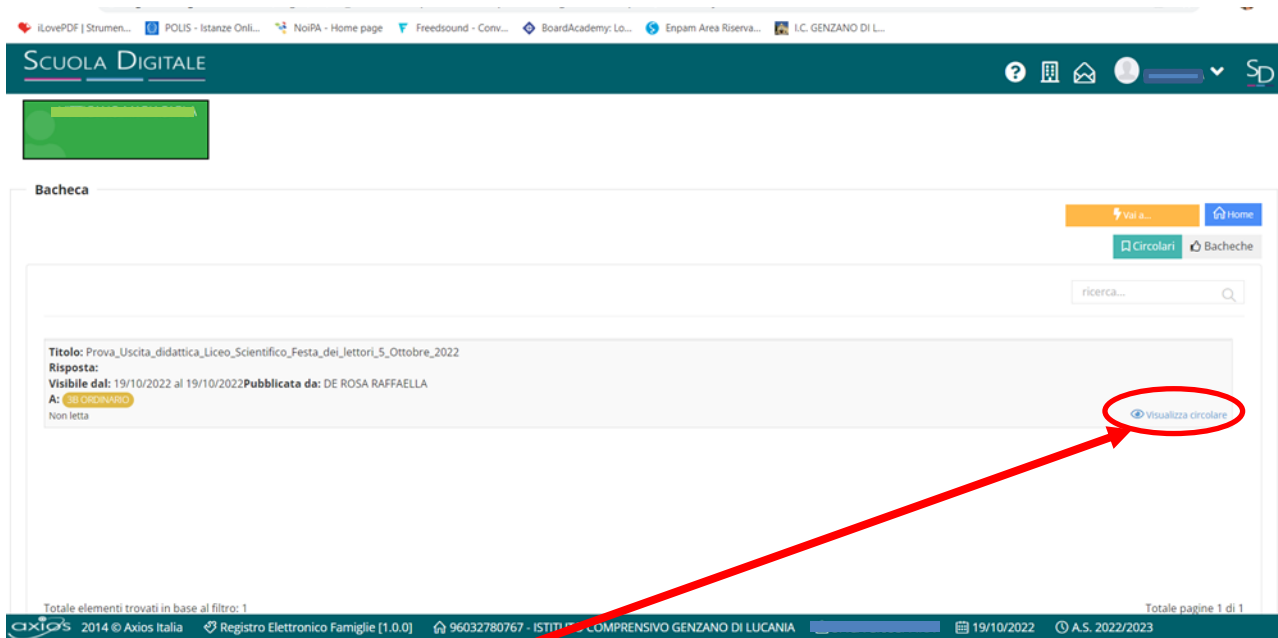 iLovePDF | Strumen... POLIS - Istanze Onli... NoiPA - Home page Freedsound - Conv... BoardAcademy: Lo... Enpam Area Riserva... I.C. GENZANO DI L...
SCUOLA DIGITALE
SD
Bacheca
Vai a... Home
Circolari Bacheche
ricerca...
Titolo: Prova_Uscita_didattica_Liceo_Scientifico_Festa_dei_lettori_5_Ottobre_2022
Risposta:
Visibile dal: 19/10/2022 al 19/10/2022Pubblicata da: DE ROSA RAFFAELLA
A: 3B ORDINARIO
Non letta
Visualizza circolare
Totale elementi trovati in base al filtro: 1 Totale pagine 1 di 1
axios 2014 © Axios Italia Registro Elettronico Famiglie [1.0.0] 96032780767 - ISTITUTO COMPRENSIVO GENZANO DI LUCANIA 19/10/2022 A.S. 2022/2023